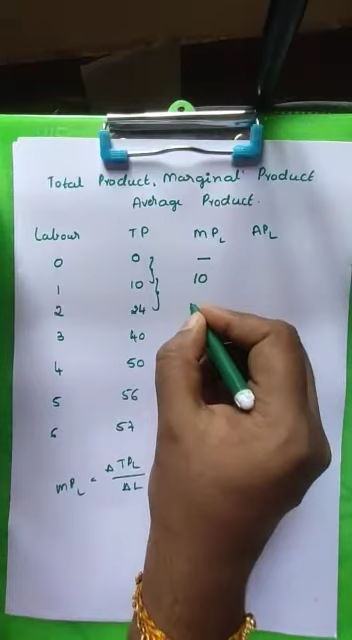 Total Product, Marginal Product
Average Product.
Labour TP MPL APL
0 0 —
1 10 10
2 24
3 40
4 50
5 56
6 57
MPL = ΔTPL / ΔL